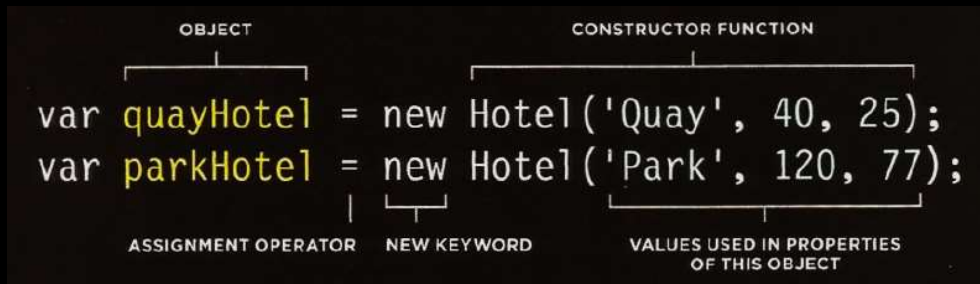 OBJECT CONSTRUCTOR FUNCTION
var quayHotel = new Hotel('Quay', 40, 25);
var parkHotel = new Hotel('Park', 120, 77);
ASSIGNMENT OPERATOR NEW KEYWORD VALUES USED IN PROPERTIES
OF THIS OBJECT